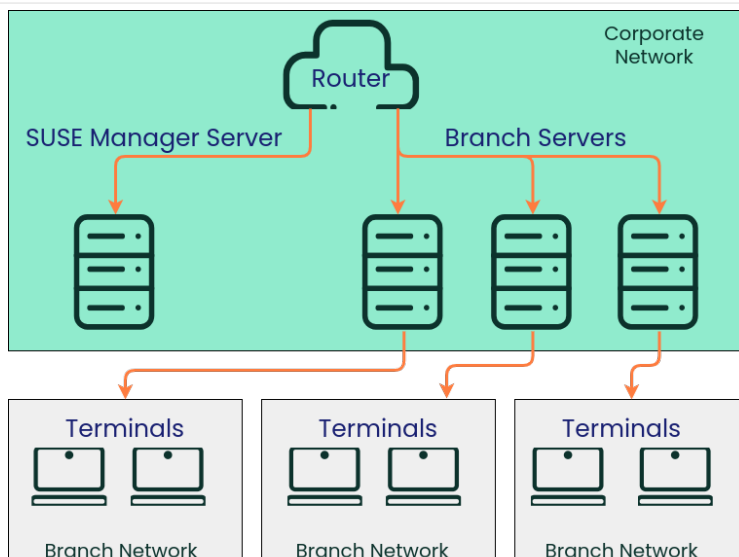 Corporate
Network
Router
SUSE Manager Server
Branch Servers
Terminals
Terminals
Terminals
Branch Network
Branch Network
Branch Network